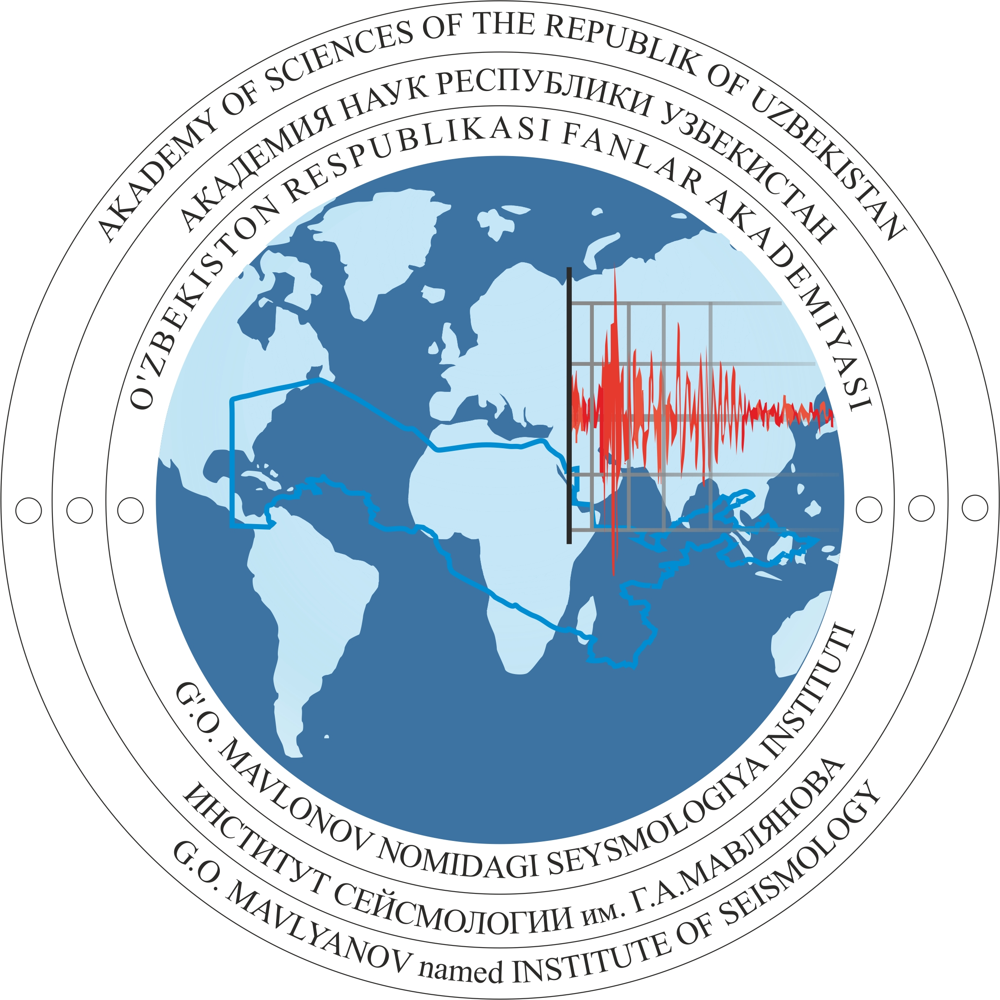 AKADEMY OF SCIENCES OF THE REPUBLIK OF UZBEKISTAN
АКАДЕМИЯ НАУК РЕСПУБЛИКИ УЗБЕКИСТАН
O'ZBEKISTON RESPUBLIKASI FANLAR AKADEMIYASI
G'.O. MAVLONOV NOMIDAGI SEYSMOLOGIYA INSTITUTI
ИНСТИТУТ СЕЙСМОЛОГИИ им. Г.А.МАВЛЯНОВА
G.O. MAVLYANOV named INSTITUTE OF SEISMOLOGY